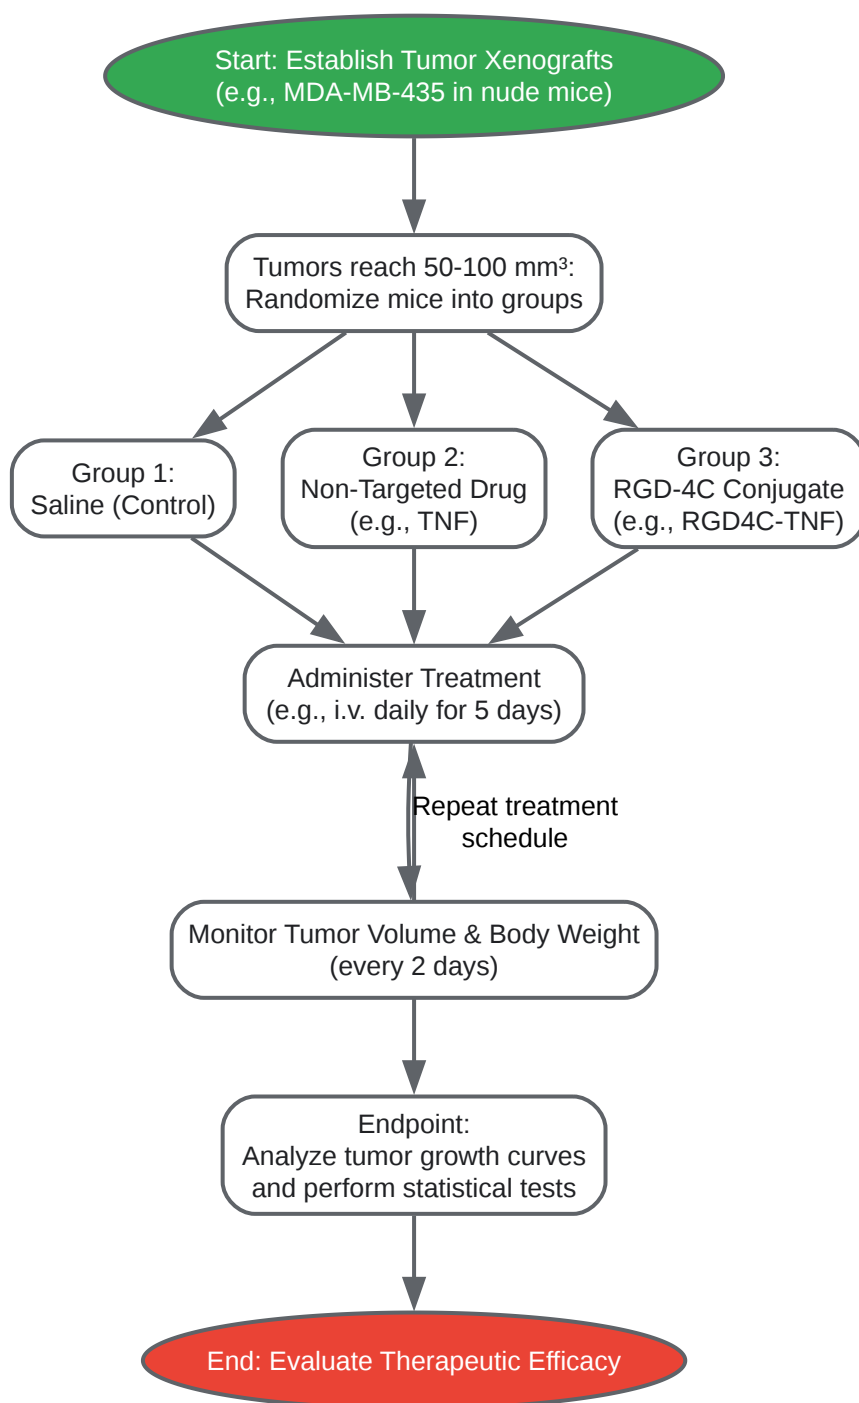 Start: Establish Tumor Xenografts
(e.g., MDA-MB-435 in nude mice)
Tumors reach 50-100 mm³:
Randomize mice into groups
Group 1:
Saline (Control)
Group 2:
Non-Targeted Drug
(e.g., TNF)
Group 3:
RGD-4C Conjugate
(e.g., RGD4C-TNF)
Administer Treatment
(e.g., i.v. daily for 5 days)
Repeat treatment
schedule
Monitor Tumor Volume & Body Weight
(every 2 days)
Endpoint:
Analyze tumor growth curves
and perform statistical tests
End: Evaluate Therapeutic Efficacy